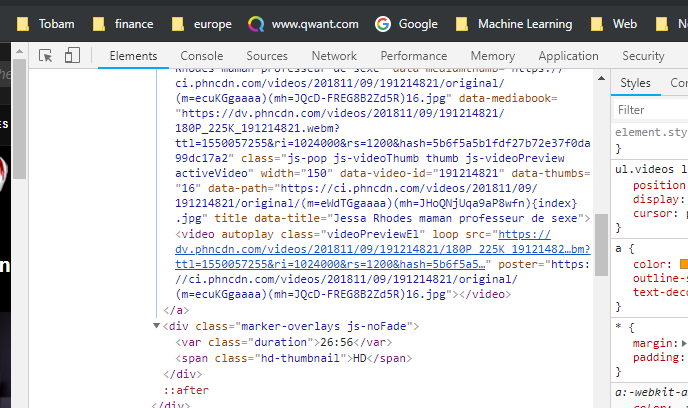 Tobam finance europe www.qwant.com Google Machine Learning Web N
Elements Console Sources Network Performance Memory Application Security
Rhodes maman professeur de sexe" data-mediumthumb="https://
ci.phncdn.com/videos/201811/09/191214821/original/
(m=ecuKGgaaaa)(mh=JQcD-FREG8B2Zd5R)16.jpg" data-mediabook=
"https://dv.phncdn.com/videos/201811/09/191214821/
180P_225K_191214821.webm?
ttl=1550057255&ri=1024000&rs=1200&hash=5b6f5a5b1fdf27b72e37f0da
99dc17a2" class="js-pop js-videoThumb thumb js-videoPreview
activeVideo" width="150" data-video-id="191214821" data-thumbs=
"16" data-path="https://ci.phncdn.com/videos/201811/09/
191214821/original/(m=eWdTGgaaaa)(mh=JHoQNjUqa9aP8wfn){index}
.jpg" title data-title="Jessa Rhodes maman professeur de sexe">
<video autoplay class="videoPreviewEl" loop src="https://
dv.phncdn.com/videos/201811/09/191214821/180P_225K_19121482…bm?
ttl=1550057255&ri=1024000&rs=1200&hash=5b6f5a5…" poster="https:
//ci.phncdn.com/videos/201811/09/191214821/original/
(m=ecuKGgaaaa)(mh=JQcD-FREG8B2Zd5R)16.jpg"></video>
</a>
<div class="marker-overlays js-noFade">
<var class="duration">26:56</var>
<span class="hd-thumbnail">HD</span>
</div>
::after
</div>
Styles Co
Filter
element.sty
}
ul.videos l
position
display:
cursor: p
}
a {
color:
outline-s
text-deco
}
* {
margin:
padding:
}
a:-webkit-a